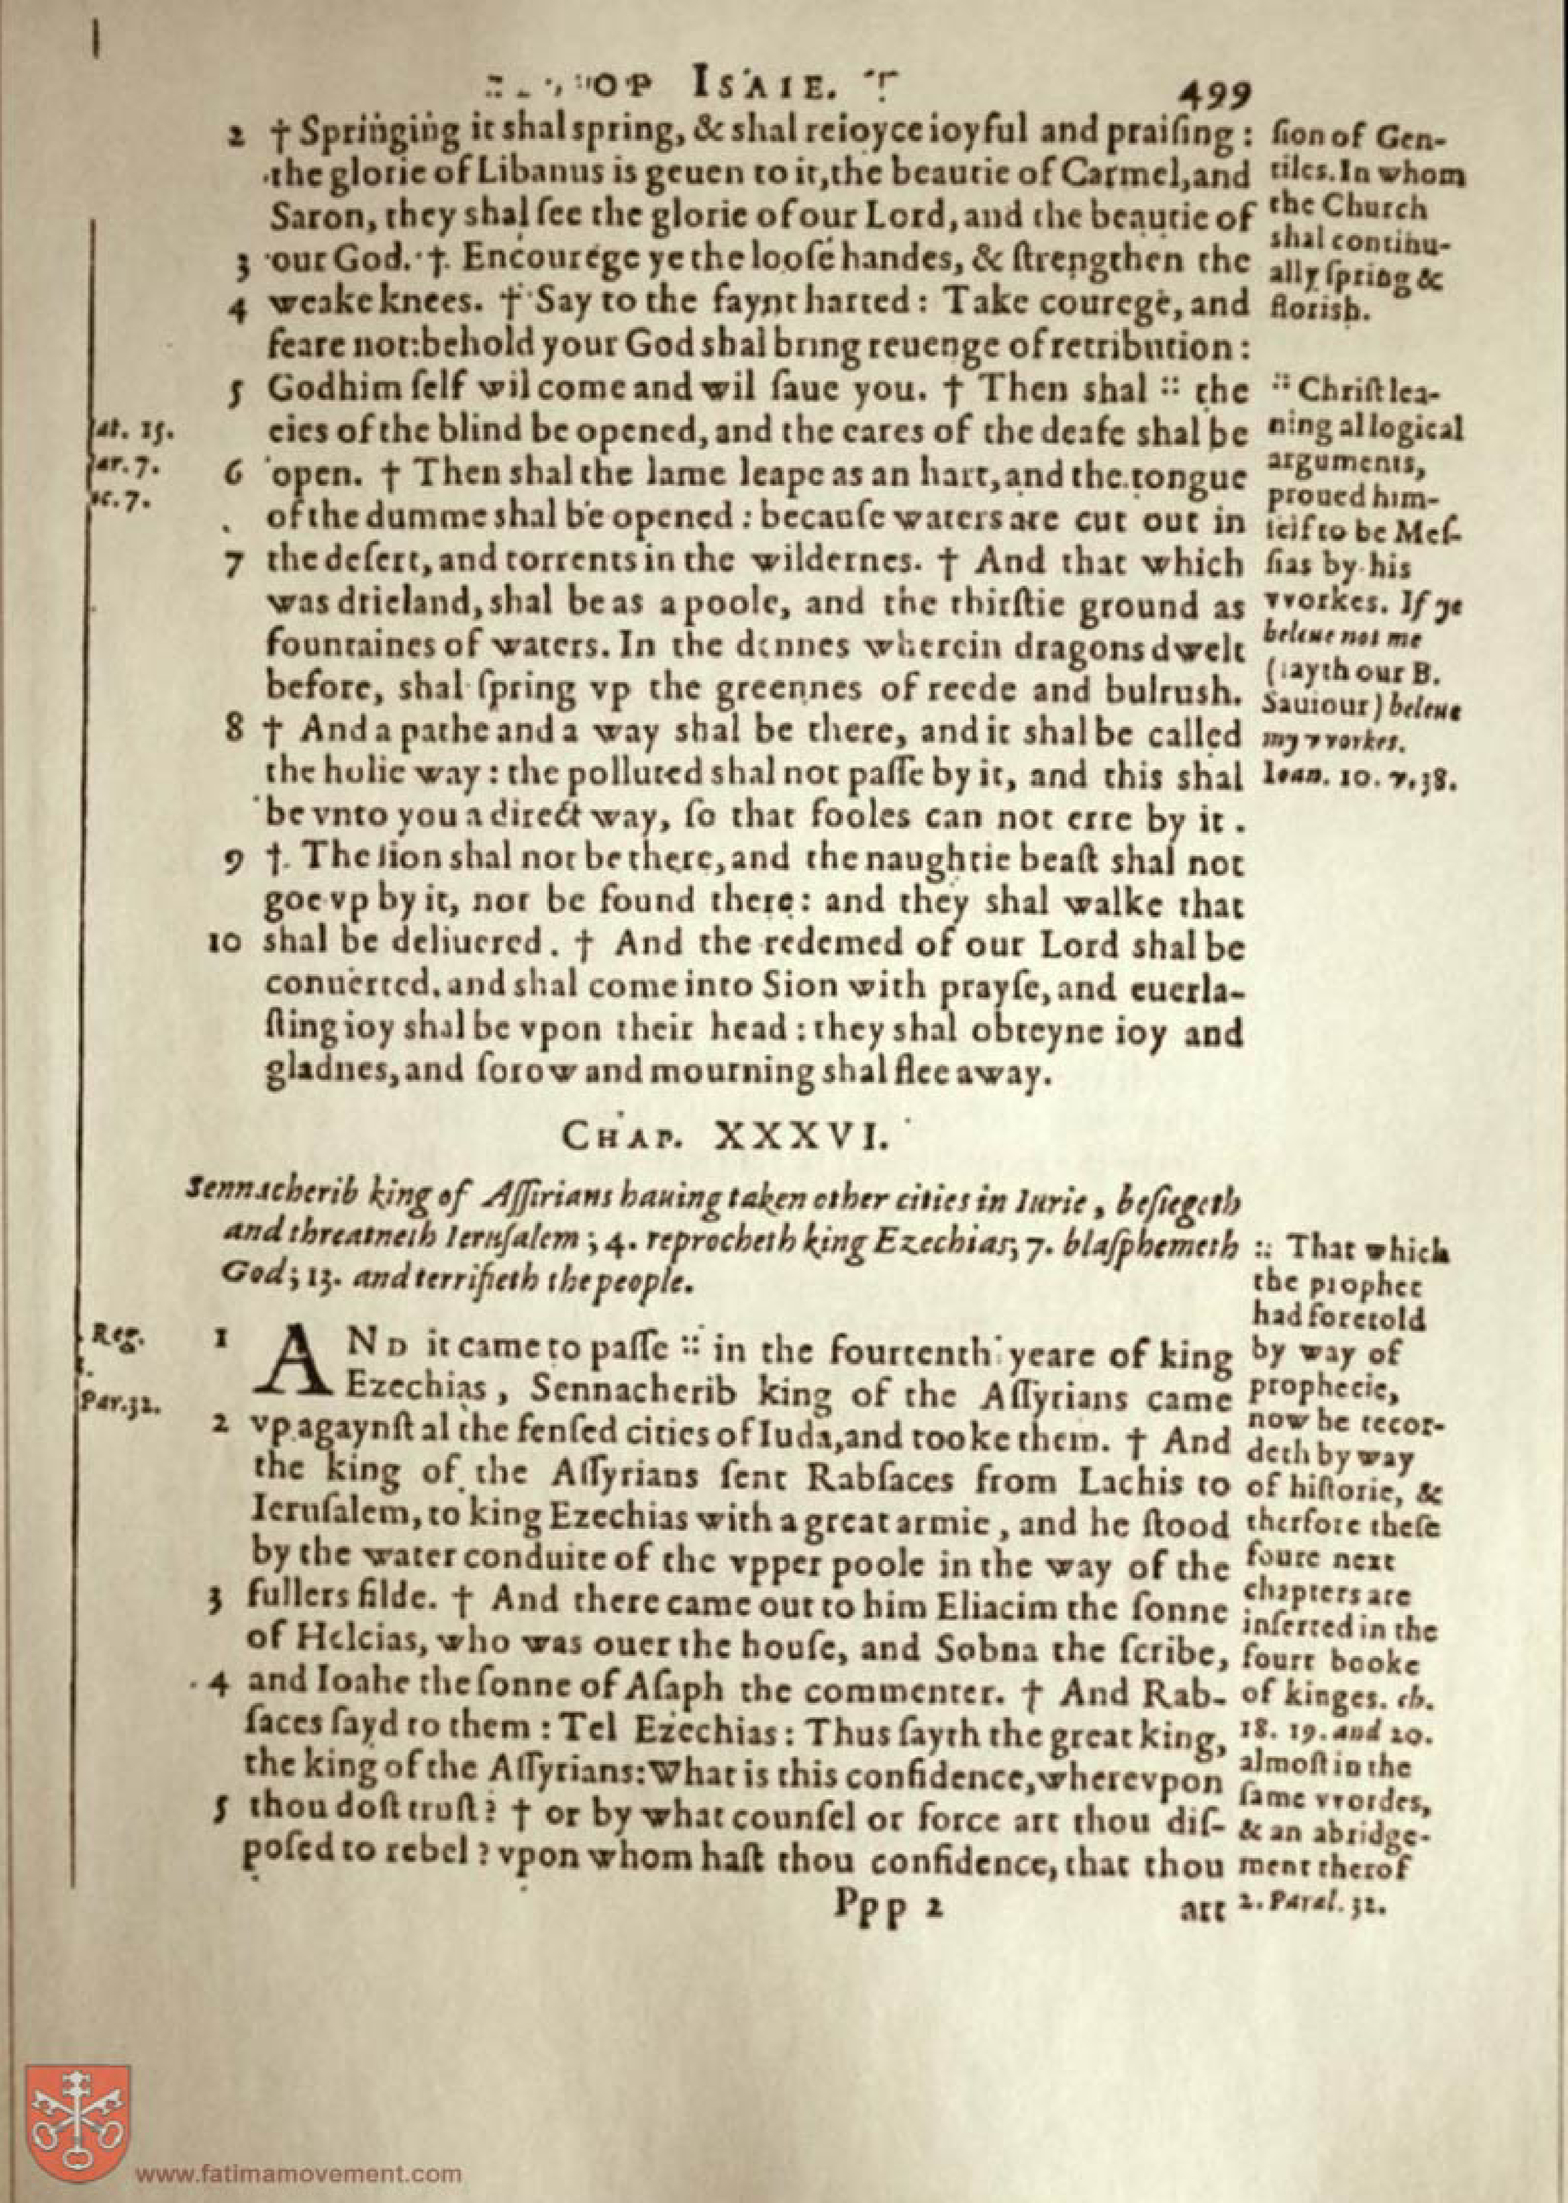 ISAIE. 499
2 † Springing it shal spring, & shal reioyce ioyful and praiſing :
the glorie of Libanus is geuen to it, the beautie of Carmel, and
Saron, they shal ſee the glorie of our Lord, and the beautie of
3 our God. † Encourege ye the looſe handes, & ſtrengthen the
4 weake knees. † Say to the faynt harted : Take courege, and
feare not: behold your God shal bring reuenge of retribution :
5 God him ſelf wil come and wil ſaue you. † Then shal :: the
eies of the blind be opened, and the eares of the deafe shal be
6 open. † Then shal the lame leape as an hart, and the tongue
of the dumme shal be opened : becauſe waters are cut out in
7 the deſert, and torrents in the wildernes. † And that which
was drie land, shal be as a poole, and the thirſtie ground as
fountaines of waters. In the dennes wherein dragons dwelt
before, shal ſpring vp the greennes of reede and bulrush.
8 † And a pathe and a way shal be there, and it shal be called
the holie way : the polluted shal not paſſe by it, and this shal
be vnto you a direct way, ſo that fooles can not erre by it .
9 †. The lion shal not be there, and the naughtie beaſt shal not
goe vp by it, nor be found there : and they shal walke that
10 shal be deliuered . † And the redemed of our Lord shal be
conuerted, and shal come into Sion with prayſe, and euerla-
ſting ioy shal be vpon their head : they shal obteyne ioy and
gladnes, and ſorow and mourning shal flee away.
ſion of Gen-
tiles. In whom
the Church
shal continu-
ally ſpring &
florish.
:: Chriſt lea-
ning al logical
arguments,
proued him-
ſelf to be Meſ-
ſias by his
vvorkes. If ye
beleue not me
(ſayth our B.
Sauiour) beleue
my vvorkes.
Ioan. 10. v. 38.
at. 15.
ar. 7.
uc. 7.
CHAP. XXXVI.
Sennacherib king of Aſſirians hauing taken other cities in Iurie, beſiegeth
and threatneth Ieruſalem ; 4. reprocheth king Ezechias; 7. blaſphemeth
God; 13. and terrifieth the people.
1 AND it came to paſſe :: in the fourtenth yeare of king
Ezechias , Sennacherib king of the Aſſyrians came
2 vp agaynſt al the fenſed cities of Iuda, and tooke them. † And
the king of the Aſſyrians ſent Rabſaces from Lachis to
Ieruſalem, to king Ezechias with a great armie , and he ſtood
by the water conduite of the vpper poole in the way of the
3 fullers filde. † And there came out to him Eliacim the ſonne
of Helcias, who was ouer the houſe, and Sobna the ſcribe,
4 and Ioahe the ſonne of Aſaph the commenter. † And Rab-
ſaces ſayd to them : Tel Ezechias : Thus ſayth the great king,
the king of the Aſſyrians: What is this confidence, wherevpon
5 thou doſt truſt ? † or by what counſel or force art thou diſ-
poſed to rebel ? vpon whom haſt thou confidence, that thou
Reg.
Par. 32.
:: That which
the prophet
had foretold
by way of
prophecie,
now he recor-
deth by way
of hiſtorie, &
therfore theſe
foure next
chapters are
inſerted in the
fourt booke
of kinges. ch.
18. 19. and 20.
almoſt in the
ſame vvordes,
& an abridge-
ment therof
2. Paral. 32.
Ppp 2 art
www.fatimamovement.com